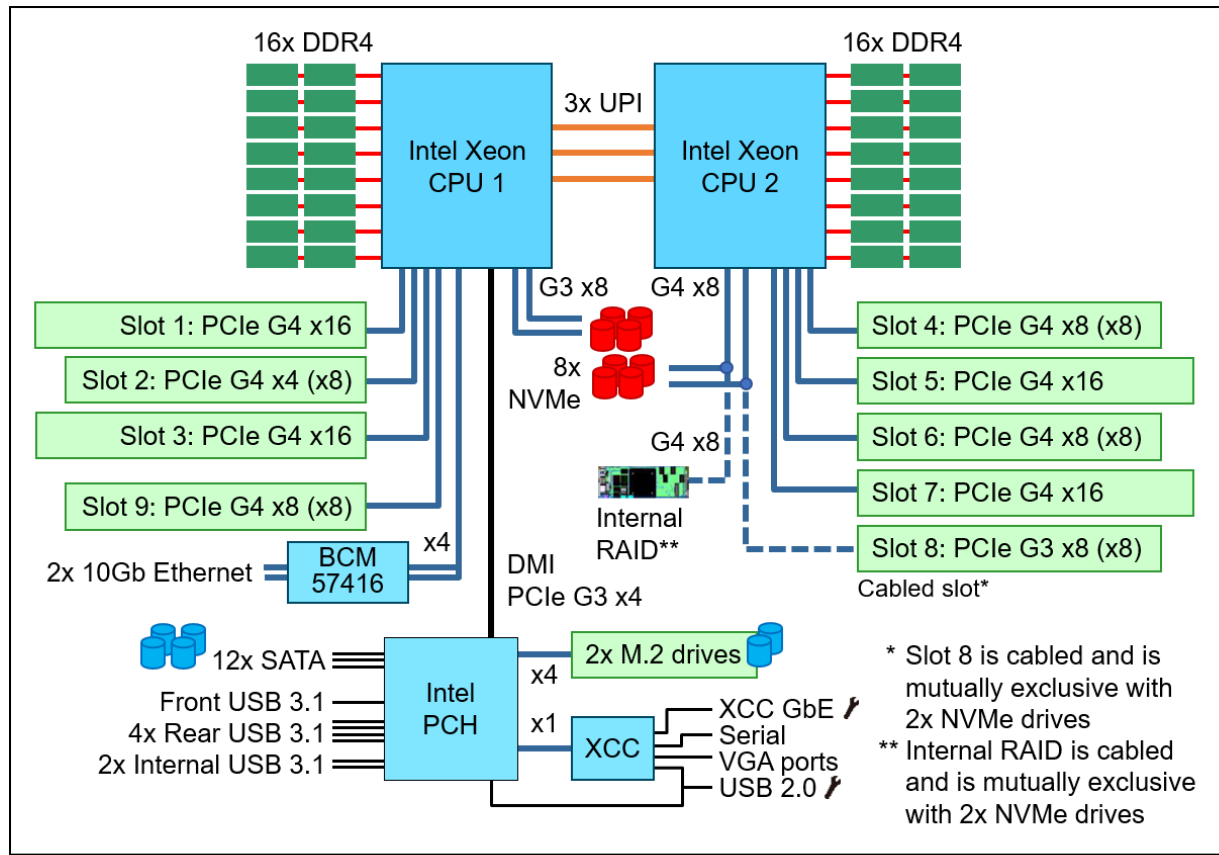 16x DDR4
16x DDR4
3x UPI
Intel Xeon
CPU 1
Intel Xeon
CPU 2
G3 x8
G4 x8
Slot 1: PCIe G4 x16
Slot 2: PCIe G4 x4 (x8)
Slot 3: PCIe G4 x16
Slot 9: PCIe G4 x8 (x8)
8x
NVMe
Slot 4: PCIe G4 x8 (x8)
Slot 5: PCIe G4 x16
Slot 6: PCIe G4 x8 (x8)
Slot 7: PCIe G4 x16
Slot 8: PCIe G3 x8 (x8)
Cabled slot*
G4 x8
Internal
RAID**
x4
BCM
57416
2x 10Gb Ethernet
DMI
PCIe G3 x4
12x SATA
Front USB 3.1
4x Rear USB 3.1
2x Internal USB 3.1
Intel
PCH
x4
2x M.2 drives
x1
XCC
XCC GbE
Serial
VGA ports
USB 2.0
* Slot 8 is cabled and is
mutually exclusive with
2x NVMe drives
** Internal RAID is cabled
and is mutually exclusive
with 2x NVMe drives